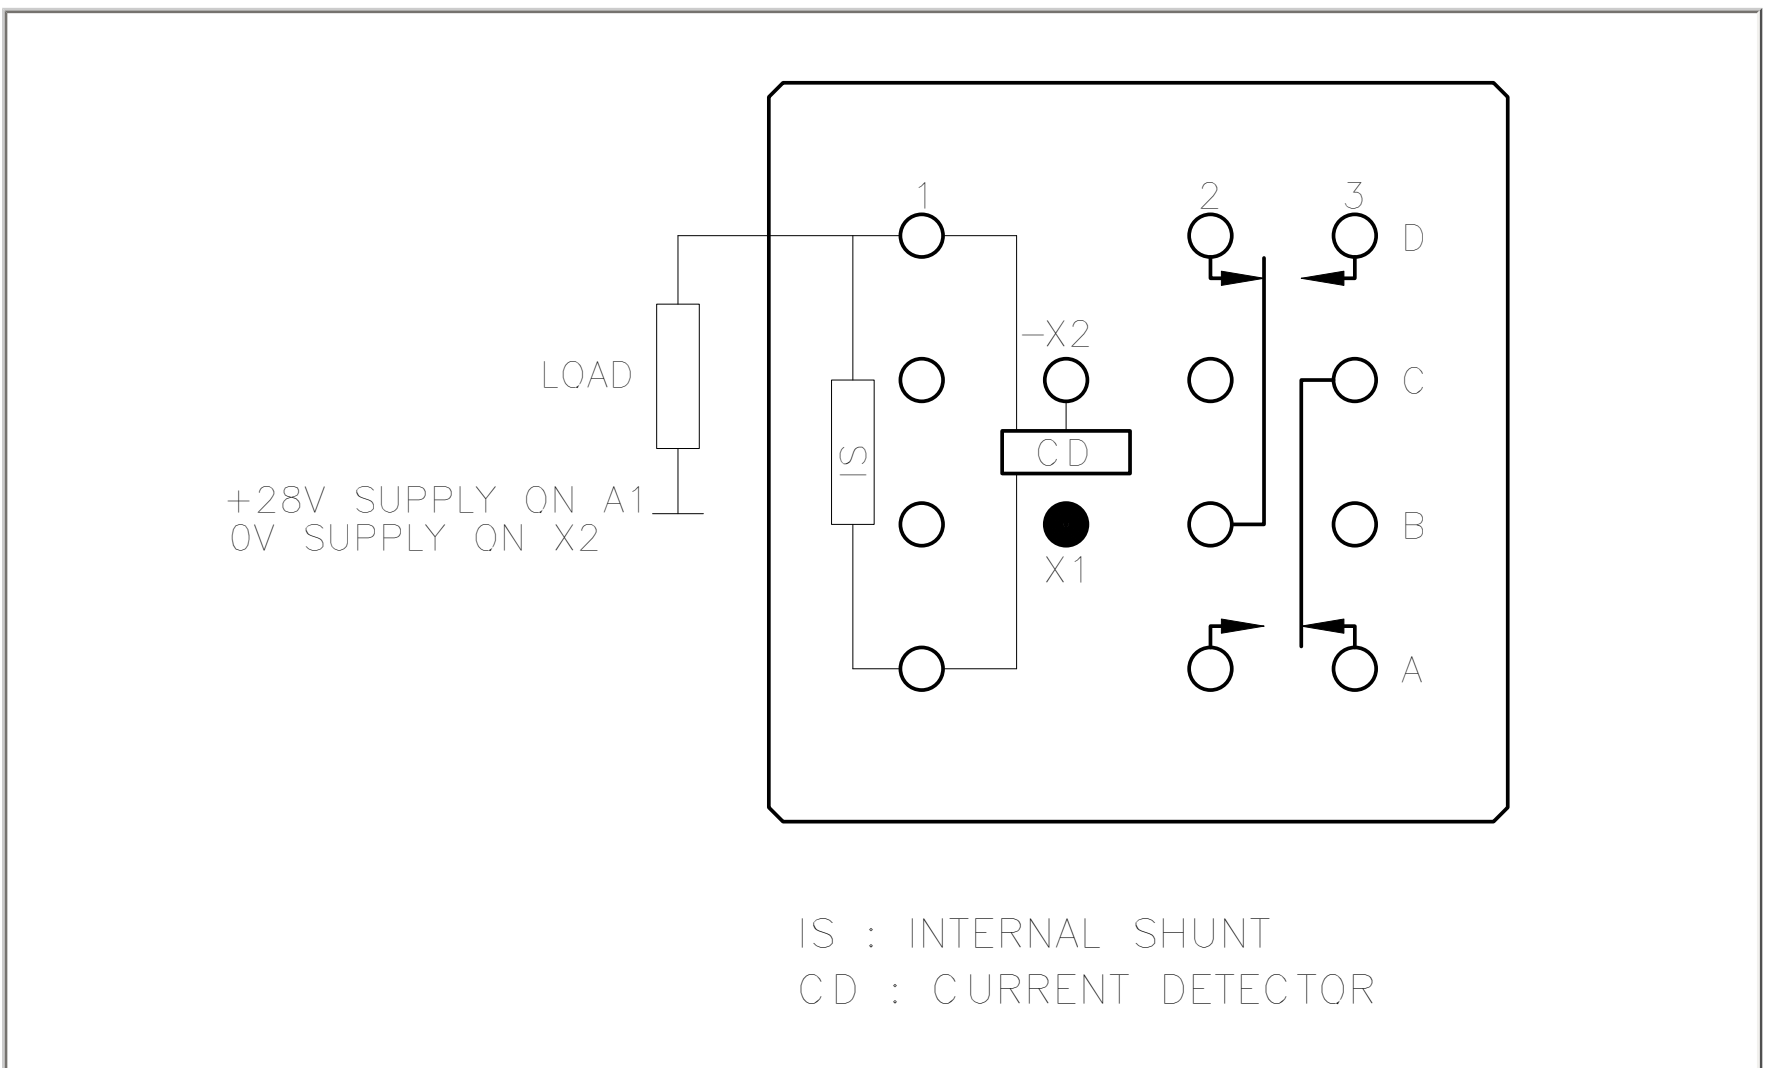 1 2 3
D
-X2
LOAD
C
CD
IS
+28V SUPPLY ON A1
0V SUPPLY ON X2
B
X1
A
IS : INTERNAL SHUNT
CD : CURRENT DETECTOR